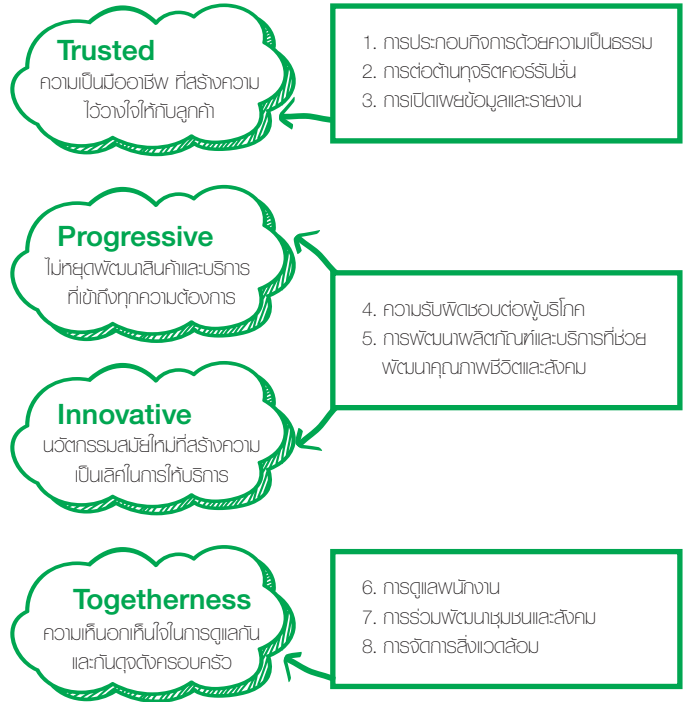 Trusted
ความเป็นมืออาชีพ ที่สร้างความ
ไว้วางใจให้กับลูกค้า
1. การประกอบกิจการด้วยความเป็นธรรม
2. การต่อต้านทุจริตคอร์รัปชั่น
3. การเปิดเผยข้อมูลและรายงาน
Progressive
ไม่หยุดพัฒนาสินค้าและบริการ
ที่เข้าถึงทุกความต้องการ
4. ความรับผิดชอบต่อผู้บริโภค
5. การพัฒนาผลิตภัณฑ์และบริการที่ช่วย
พัฒนาคุณภาพชีวิตและสังคม
Innovative
นวัตกรรมสมัยใหม่ที่สร้างความ
เป็นเลิศในการให้บริการ
Togetherness
ความเห็นอกเห็นใจในการดูแลกัน
และกันดุจดังครอบครัว
6. การดูแลพนักงาน
7. การร่วมพัฒนาชุมชนและสังคม
8. การจัดการสิ่งแวดล้อม